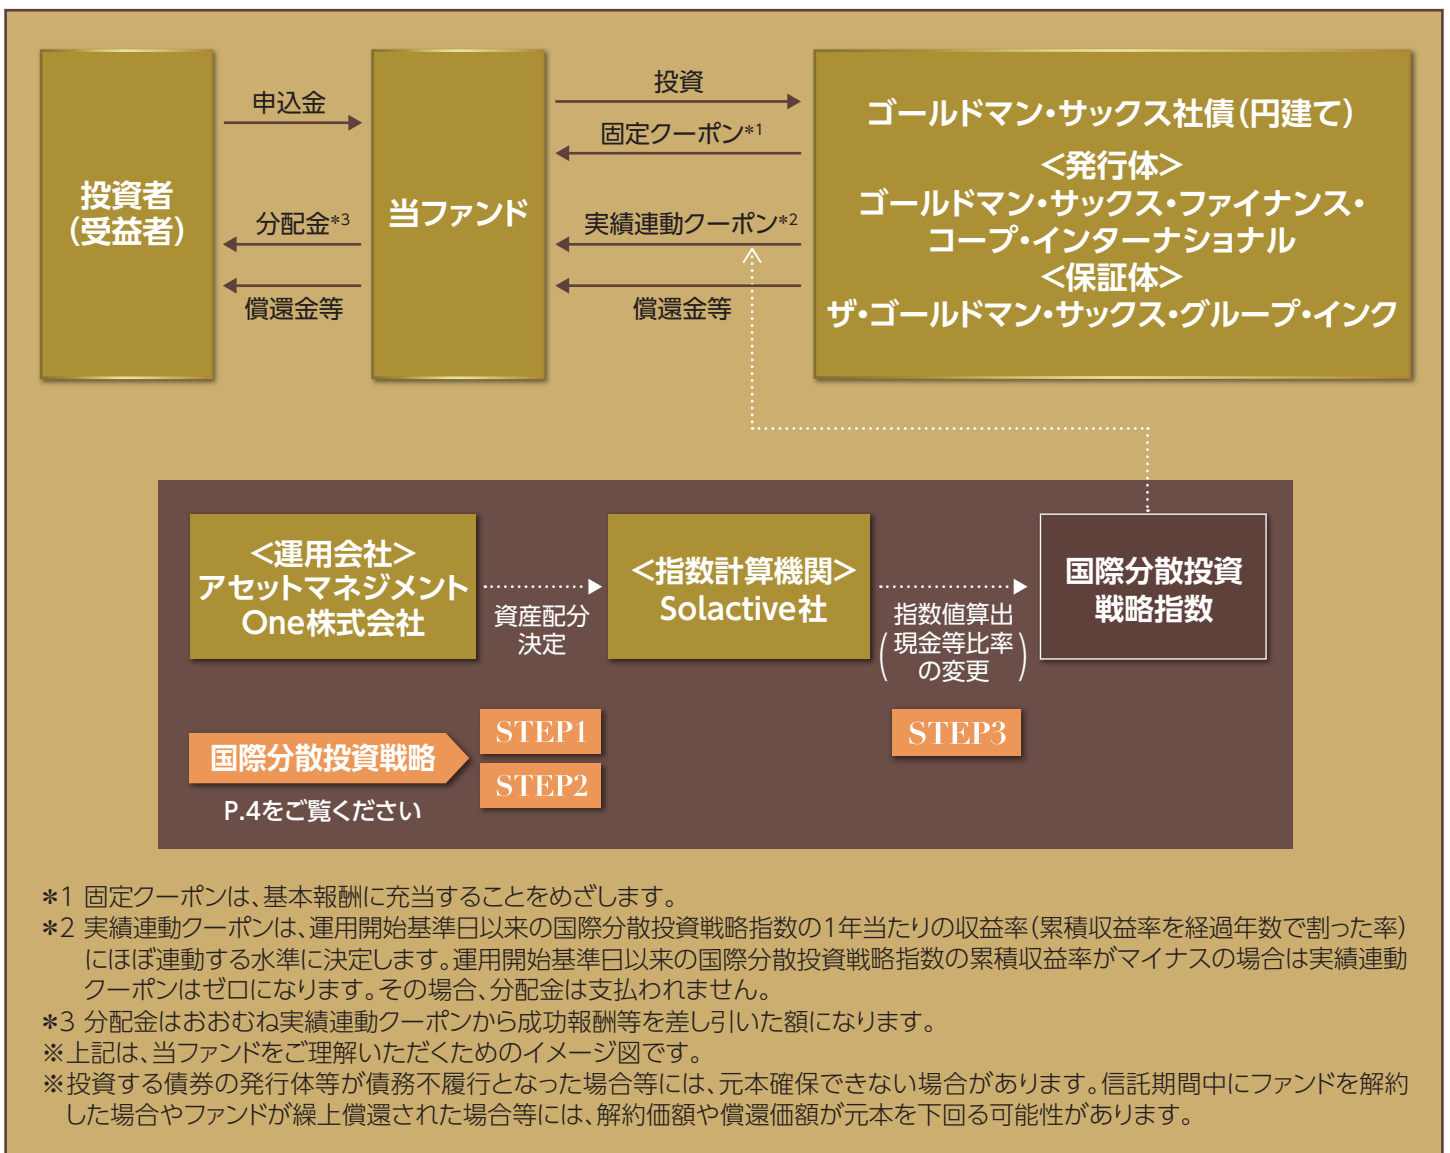 投資者
(受益者)
申込金
分配金*3
償還金等
当ファンド
投資
固定クーポン*1
実績連動クーポン*2
償還金等
ゴールドマン・サックス社債(円建て)
<発行体>
ゴールドマン・サックス・ファイナンス・
コープ・インターナショナル
<保証体>
ザ・ゴールドマン・サックス・グループ・インク
<運用会社>
アセットマネジメント
One株式会社
資産配分
決定
<指数計算機関>
Solactive社
指数値算出
(現金等比率
の変更)
国際分散投資
戦略指数
国際分散投資戦略
P.4をご覧ください
STEP1
STEP2
STEP3
*1 固定クーポンは、基本報酬に充当することをめざします。
*2 実績連動クーポンは、運用開始基準日以来の国際分散投資戦略指数の1年当たりの収益率(累積収益率を経過年数で割った率)
にほぼ連動する水準に決定します。運用開始基準日以来の国際分散投資戦略指数の累積収益率がマイナスの場合は実績連動
クーポンはゼロになります。その場合、分配金は支払われません。
*3 分配金はおおむね実績連動クーポンから成功報酬等を差し引いた額になります。
※上記は、当ファンドをご理解いただくためのイメージ図です。
※投資する債券の発行体等が債務不履行となった場合等には、元本確保できない場合があります。信託期間中にファンドを解約
した場合やファンドが繰上償還された場合等には、解約価額や償還価額が元本を下回る可能性があります。